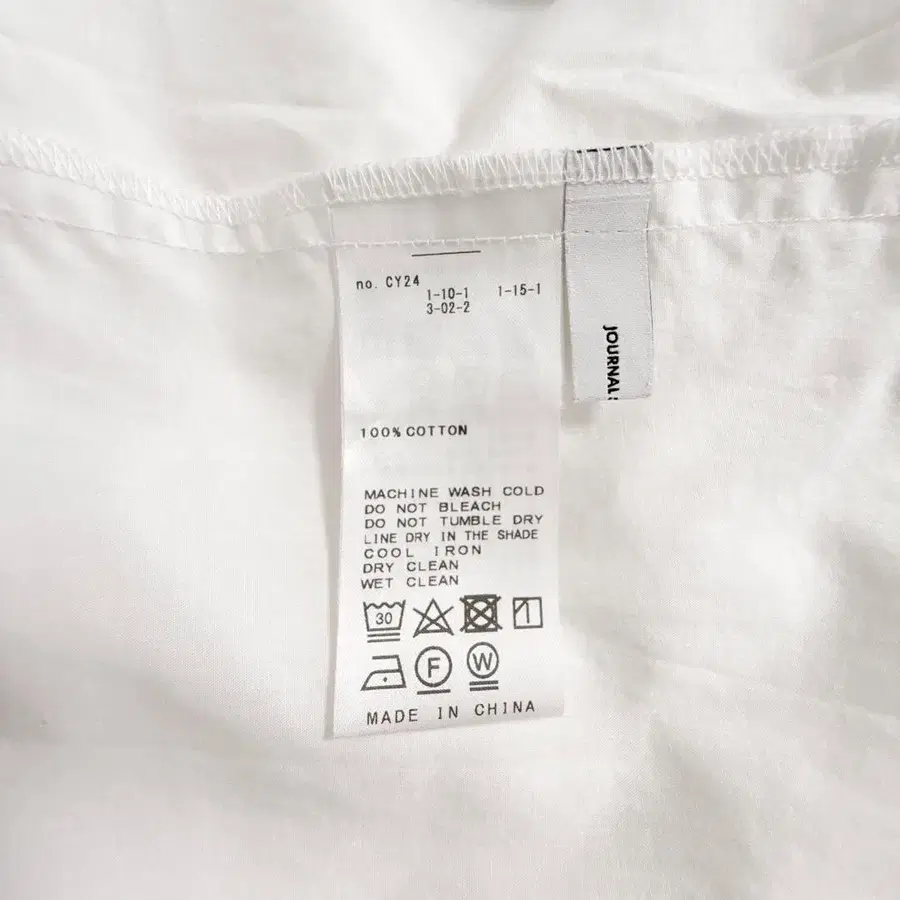 no. CY24
1-10-1 1-15-1
3-02-2
JOURNAL
100% COTTON
MACHINE WASH COLD
DO NOT BLEACH
DO NOT TUMBLE DRY
LINE DRY IN THE SHADE
COOL IRON
DRY CLEAN
WET CLEAN
30
F W
MADE IN CHINA